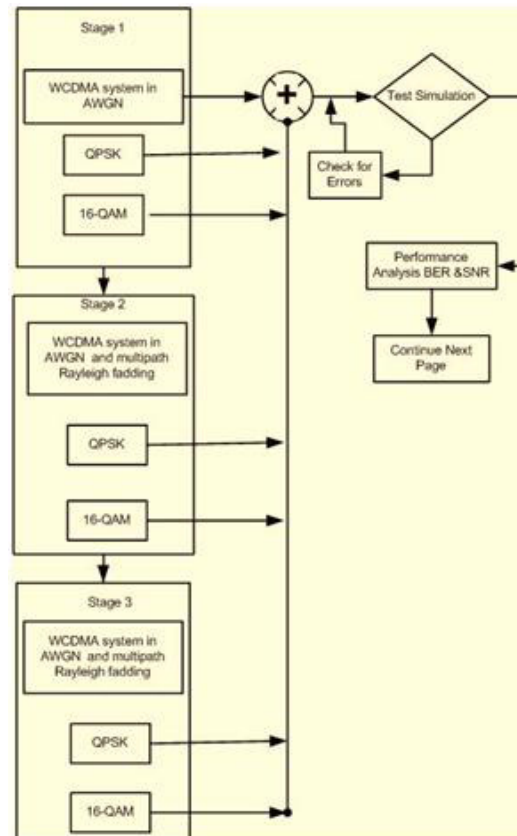 Stage 1
WCDMA system in
AWGN
QPSK
16-QAM
+
Test Simulation
Check for
Errors
Performance
Analysis BER &SNR
Continue Next
Page
Stage 2
WCDMA system in
AWGN and multipath
Rayleigh fadding
QPSK
16-QAM
Stage 3
WCDMA system in
AWGN and multipath
Rayleigh fadding
QPSK
16-QAM